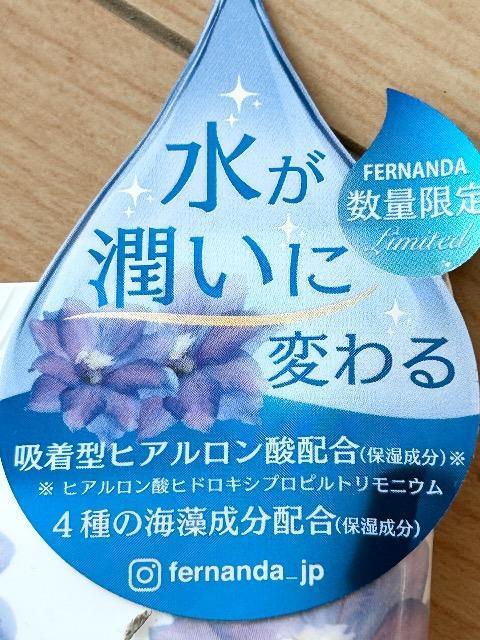 水が
潤いに
変わる
FERNANDA
数量限定
Limited
吸着型ヒアルロン酸配合(保湿成分)※
※ ヒアルロン酸ヒドロキシプロピルトリモニウム
4種の海藻成分配合(保湿成分)
fernanda_jp